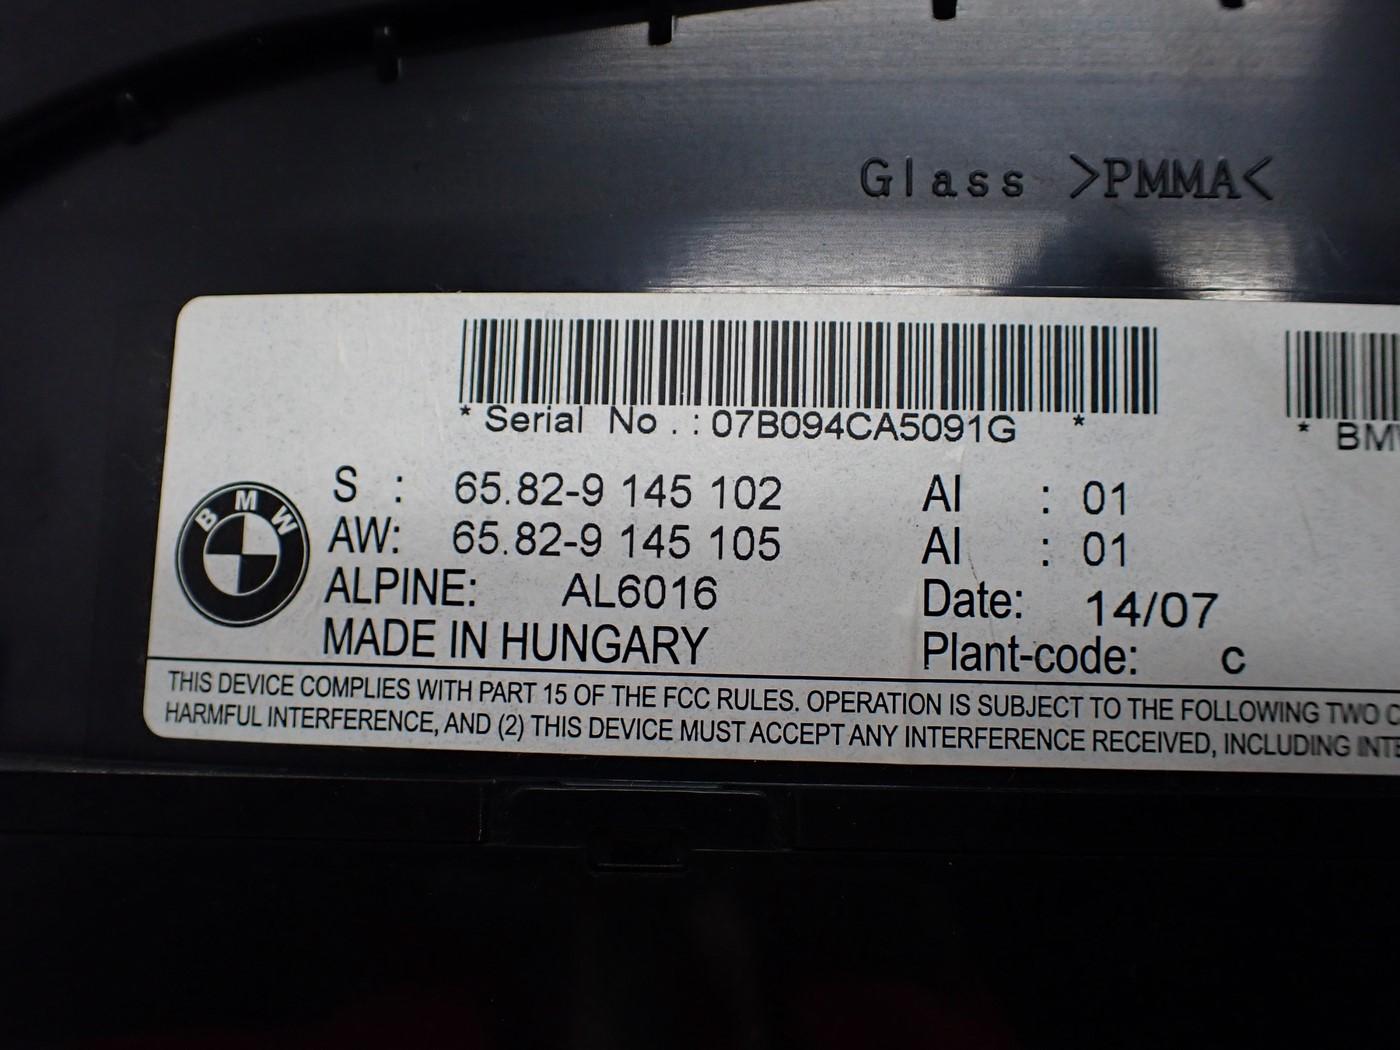 Glass >PMMA<
* Serial No.: 07B094CA5091G *
* BMW
S : 65.82-9 145 102 AI : 01
AW: 65.82-9 145 105 AI : 01
ALPINE: AL6016 Date: 14/07
MADE IN HUNGARY Plant-code: C
BMW
THIS DEVICE COMPLIES WITH PART 15 OF THE FCC RULES. OPERATION IS SUBJECT TO THE FOLLOWING TWO
HARMFUL INTERFERENCE, AND (2) THIS DEVICE MUST ACCEPT ANY INTERFERENCE RECEIVED, INCLUDING